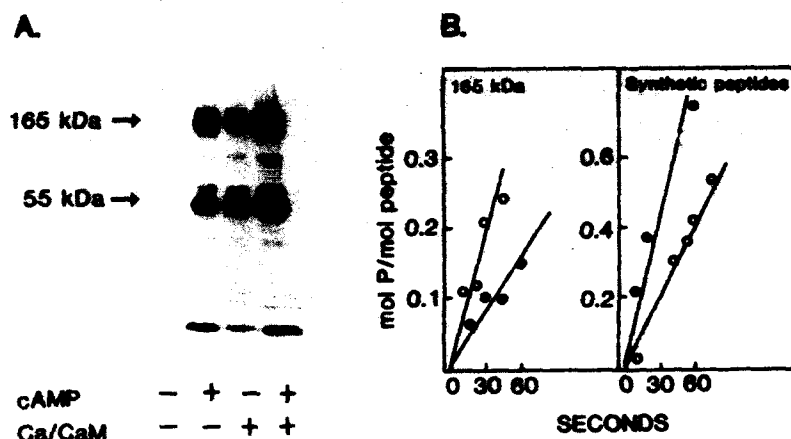 A.
165 kDa →
55 kDa →
cAMP - + - +
Ca/CaM - - + +
B.
165 kDa
Synthetic peptides
mol P/mol peptide
0.3
0.2
0.1
0.6
0.4
0.2
0 30 60
0 30 60
SECONDS